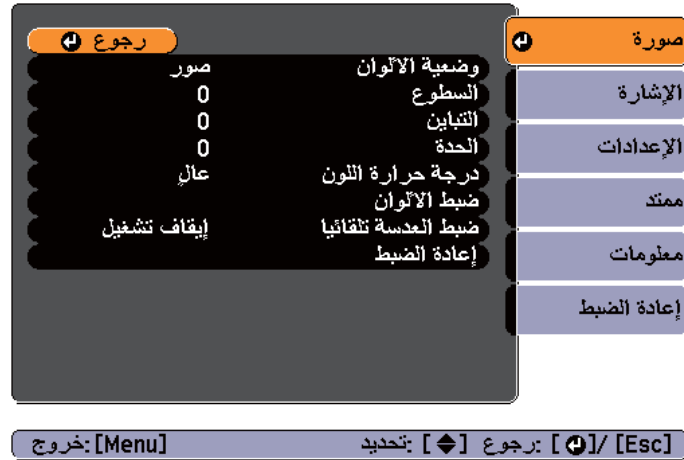 رجوع
وضعية الألوان صور
السطوع 0
التباين 0
الحدة 0
درجة حرارة اللون عالٍ
ضبط الألوان
ضبط العدسة تلقائيا إيقاف تشغيل
إعادة الضبط
صورة
الإشارة
الإعدادات
ممتد
معلومات
إعادة الضبط
[Esc] /[ ] :رجوع [ ] :تحديد [Menu] :خروج